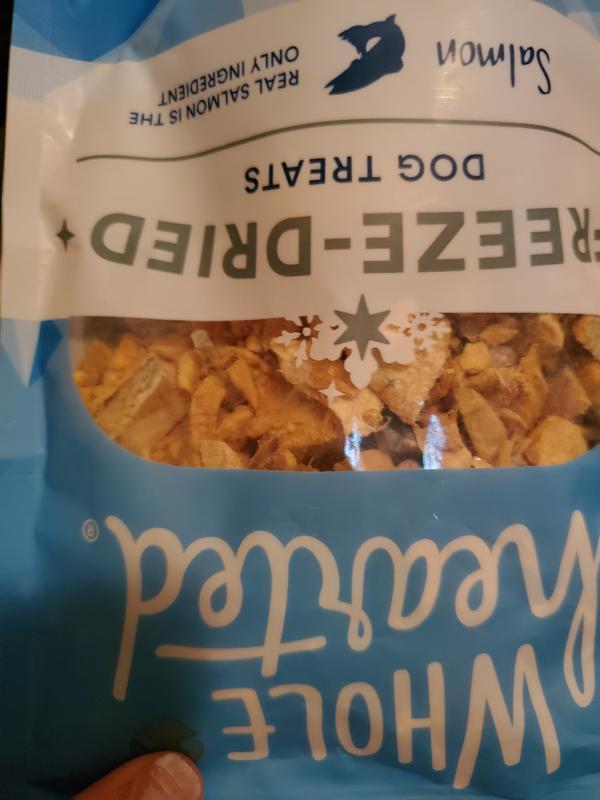 WHOLE
hearted®
FREEZE-DRIED
DOG TREATS
Salmon
REAL SALMON IS THE
ONLY INGREDIENT